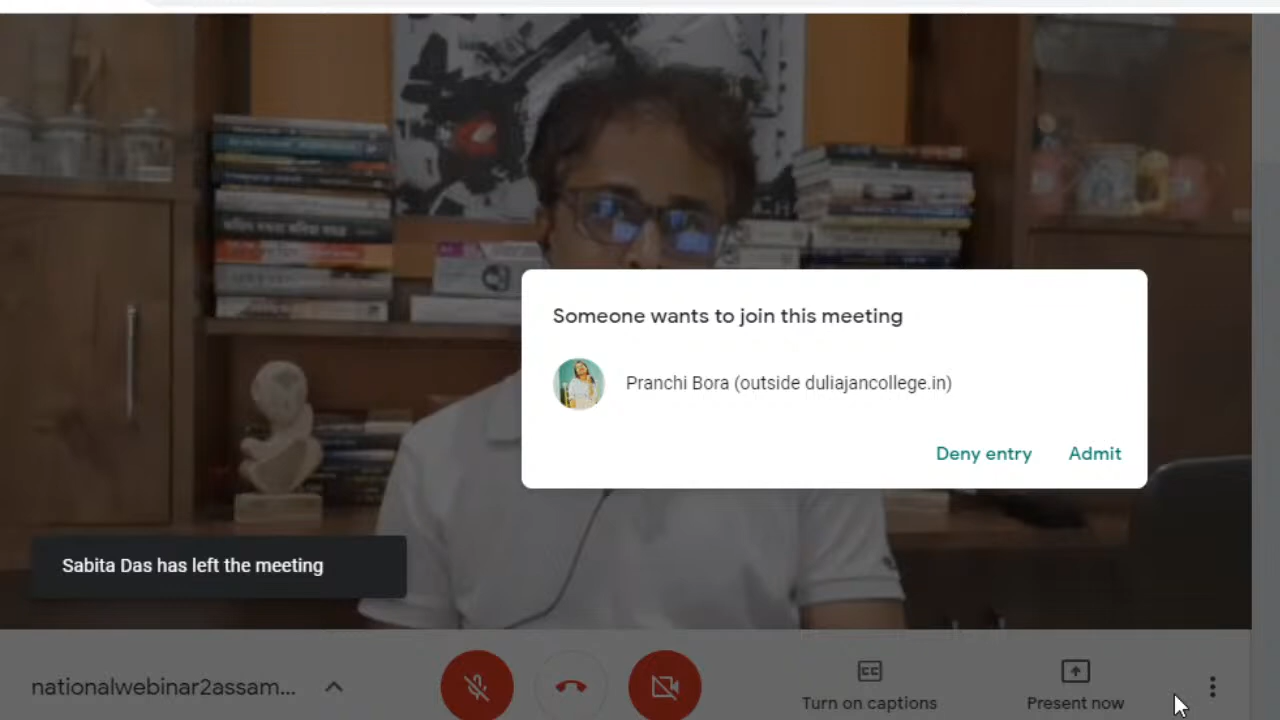 Someone wants to join this meeting
Pranchi Bora (outside duliajancollege.in)
Deny entry Admit
Sabita Das has left the meeting
nationalwebinar2assam...
CC
Turn on captions
Present now